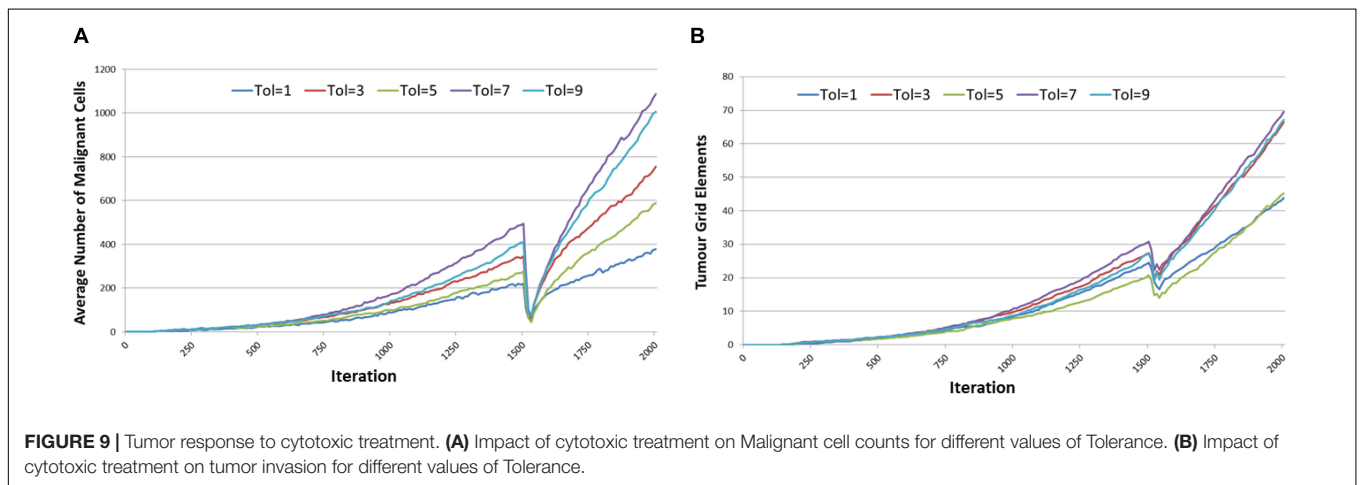 A
B
Average Number of Malignant Cells
1200
1000
800
600
400
200
0
Tol=1 Tol=3 Tol=5 Tol=7 Tol=9
0 250 500 750 1000 1250 1500 1750 2000
Iteration
Tumour Grid Elements
80
70
60
50
40
30
20
10
0
Tol=1 Tol=3 Tol=5 Tol=7 Tol=9
0 250 500 750 1000 1250 1500 1750 2000
Iteration
FIGURE 9 | Tumor response to cytotoxic treatment. (A) Impact of cytotoxic treatment on Malignant cell counts for different values of Tolerance. (B) Impact of
cytotoxic treatment on tumor invasion for different values of Tolerance.